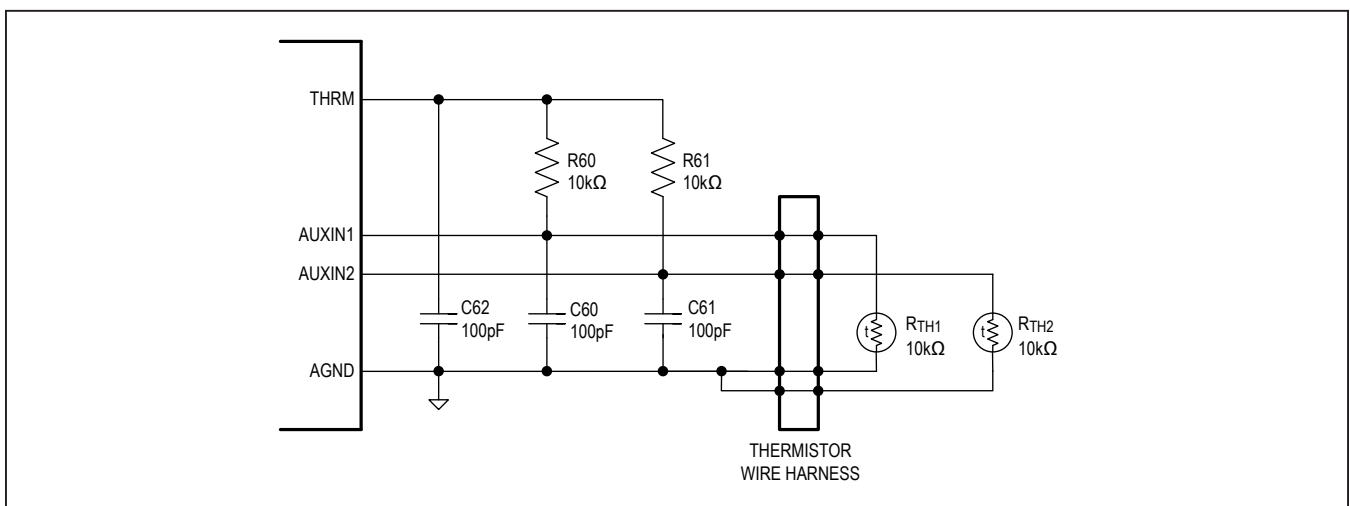 THRM
R60
10kΩ
R61
10kΩ
AUXIN1
AUXIN2
C62
100pF
C60
100pF
C61
100pF
t
RTH1
10kΩ
t
RTH2
10kΩ
AGND
THERMISTOR
WIRE HARNESS